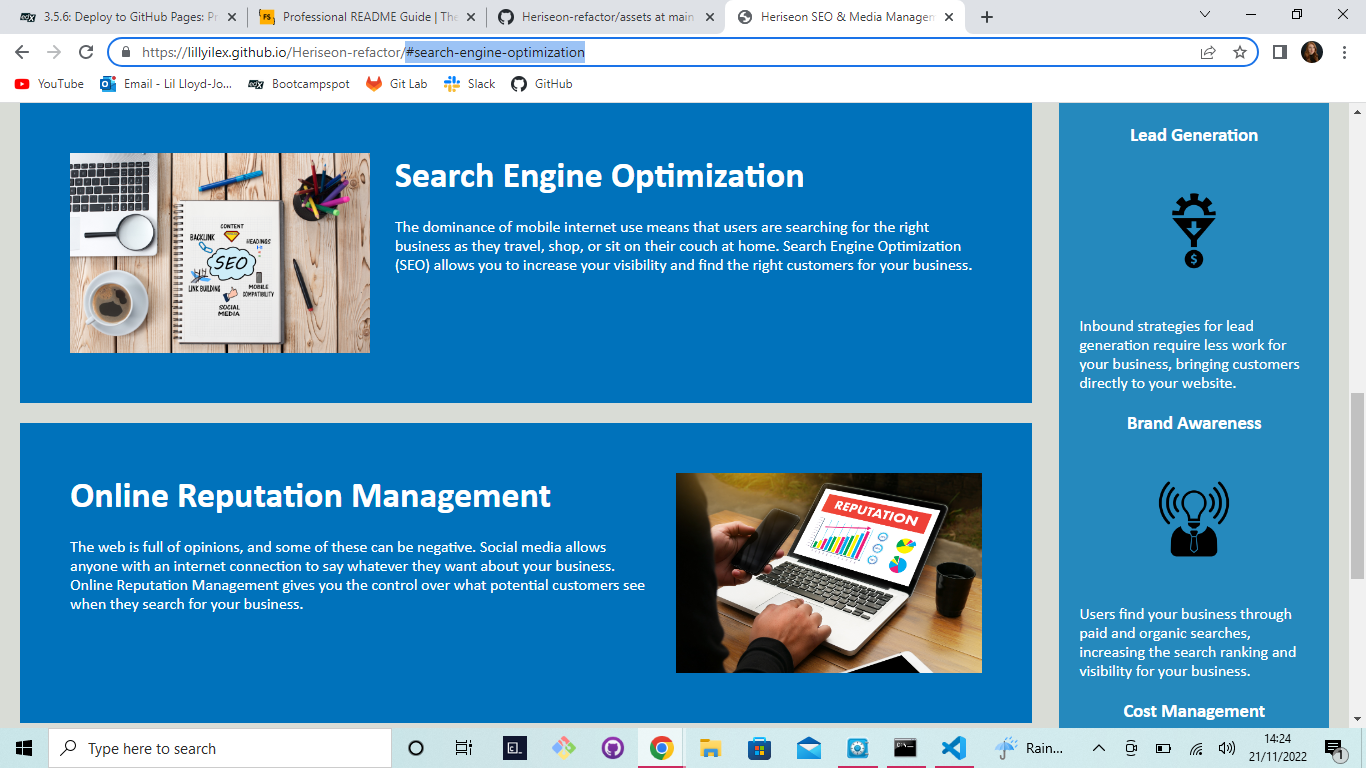 3.5.6: Deploy to GitHub Pages: Pr
Professional README Guide | The
Heriseon-refactor/assets at main
Heriseon SEO & Media Managem
https://lillyilex.github.io/Heriseon-refactor/#search-engine-optimization
YouTube
Email - Lil Lloyd-Jo...
Bootcampspot
Git Lab
Slack
GitHub
CONTENT
BACKLINK
HEADINGS
SEO
LINK BUILDING
MOBILE
COMPATIBILITY
SOCIAL
MEDIA
Search Engine Optimization
The dominance of mobile internet use means that users are searching for the right
business as they travel, shop, or sit on their couch at home. Search Engine Optimization
(SEO) allows you to increase your visibility and find the right customers for your business.
Online Reputation Management
The web is full of opinions, and some of these can be negative. Social media allows
anyone with an internet connection to say whatever they want about your business.
Online Reputation Management gives you the control over what potential customers see
when they search for your business.
REPUTATION
Lead Generation
Inbound strategies for lead
generation require less work for
your business, bringing customers
directly to your website.
Brand Awareness
Users find your business through
paid and organic searches,
increasing the search ranking and
visibility for your business.
Cost Management
Type here to search
Rain...
14:24
21/11/2022
1